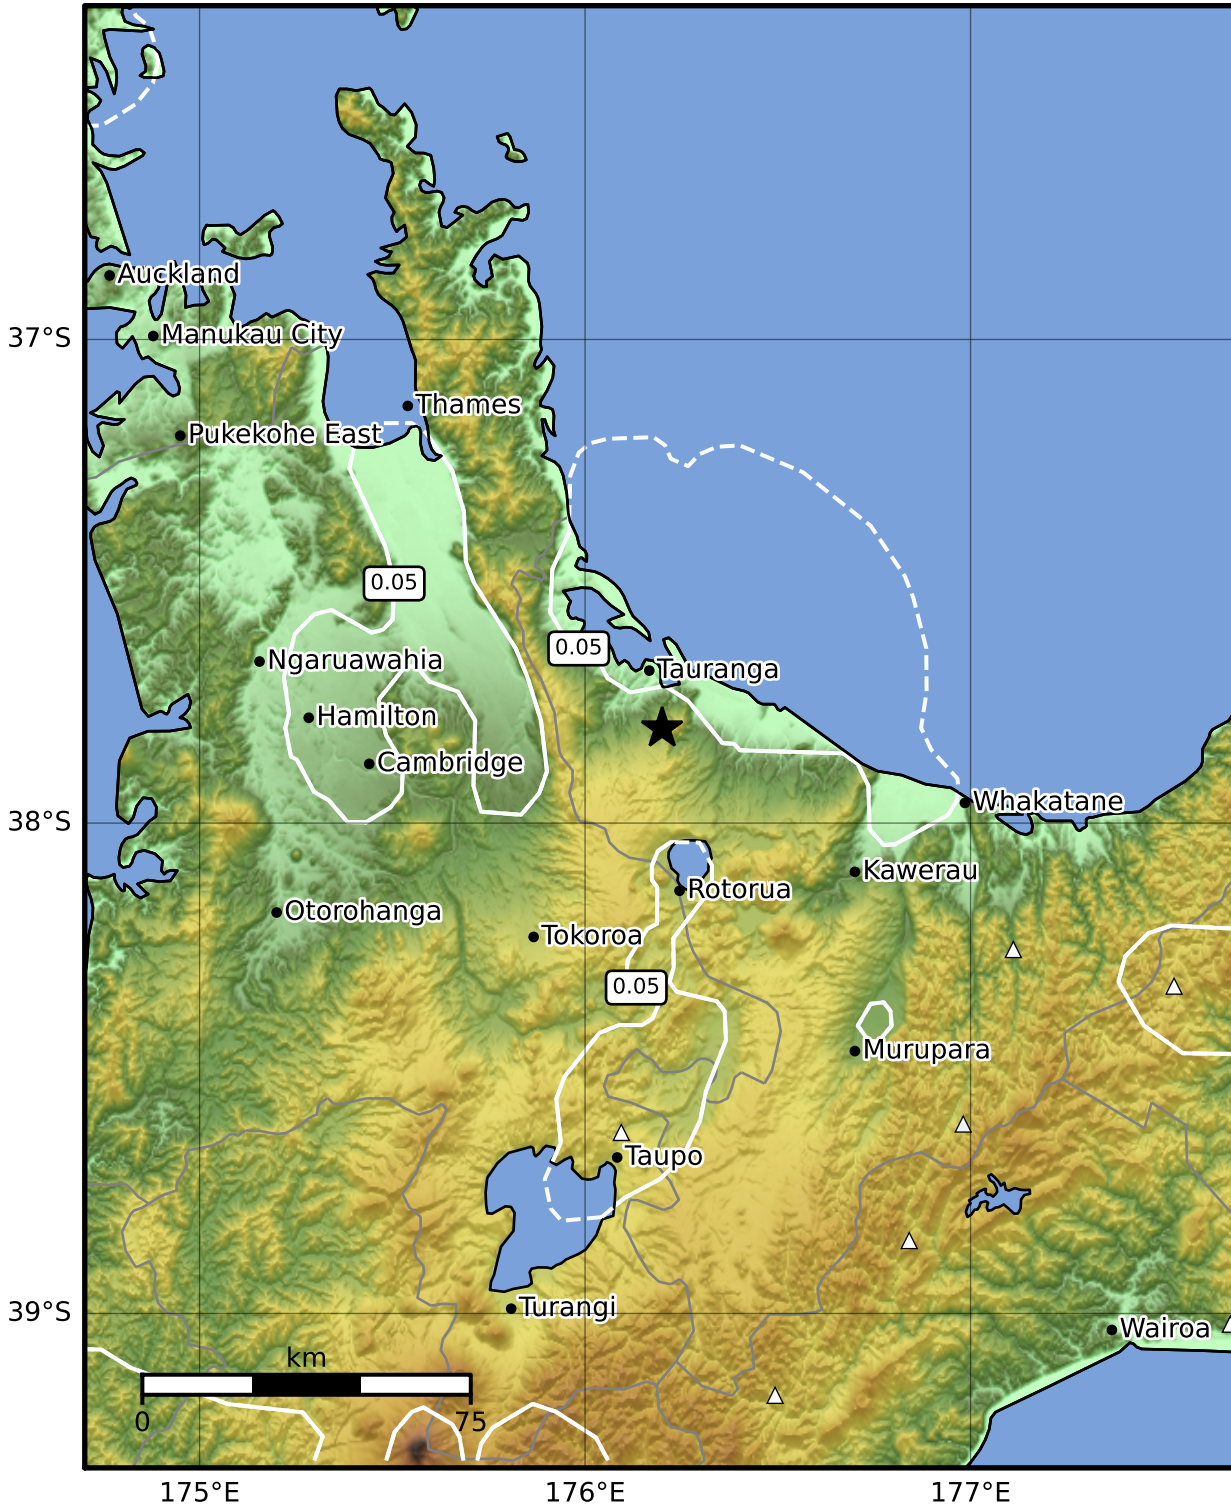 Auckland
Manukau City
37°S
Thames
Pukekohe East
0.05
0.05
Ngaruawahia
Tauranga
Hamilton
Cambridge
Whakatane
38°S
Kawerau
Rotorua
Otorohanga
Tokoroa
0.05
Murupara
Taupo
Turangi
39°S
Wairoa
km
0
75
175°E
176°E
177°E